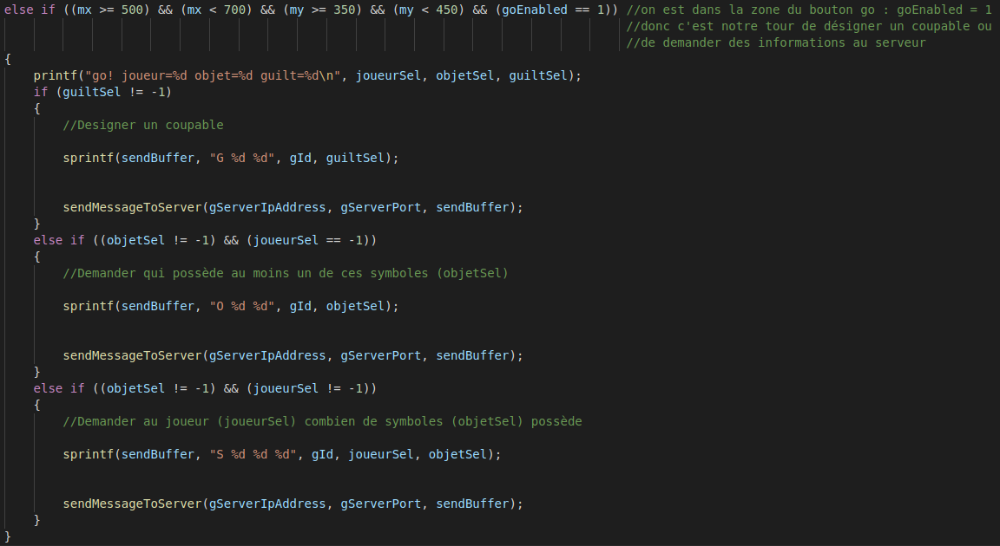 else if ((mx >= 500) && (mx < 700) && (my >= 350) && (my < 450) && (goEnabled == 1)) //on est dans la zone du bouton go : goEnabled = 1
//donc c'est notre tour de désigner un coupable ou
//de demander des informations au serveur
{
printf("go! joueur=%d objet=%d guilt=%d\n", joueurSel, objetSel, guiltSel);
if (guiltSel != -1)
{
//Designer un coupable
sprintf(sendBuffer, "G %d %d", gId, guiltSel);
sendMessageToServer(gServerIpAddress, gServerPort, sendBuffer);
}
else if ((objetSel != -1) && (joueurSel == -1))
{
//Demander qui possède au moins un de ces symboles (objetSel)
sprintf(sendBuffer, "O %d %d", gId, objetSel);
sendMessageToServer(gServerIpAddress, gServerPort, sendBuffer);
}
else if ((objetSel != -1) && (joueurSel != -1))
{
//Demander au joueur (joueurSel) combien de symboles (objetSel) possède
sprintf(sendBuffer, "S %d %d %d", gId, joueurSel, objetSel);
sendMessageToServer(gServerIpAddress, gServerPort, sendBuffer);
}
}